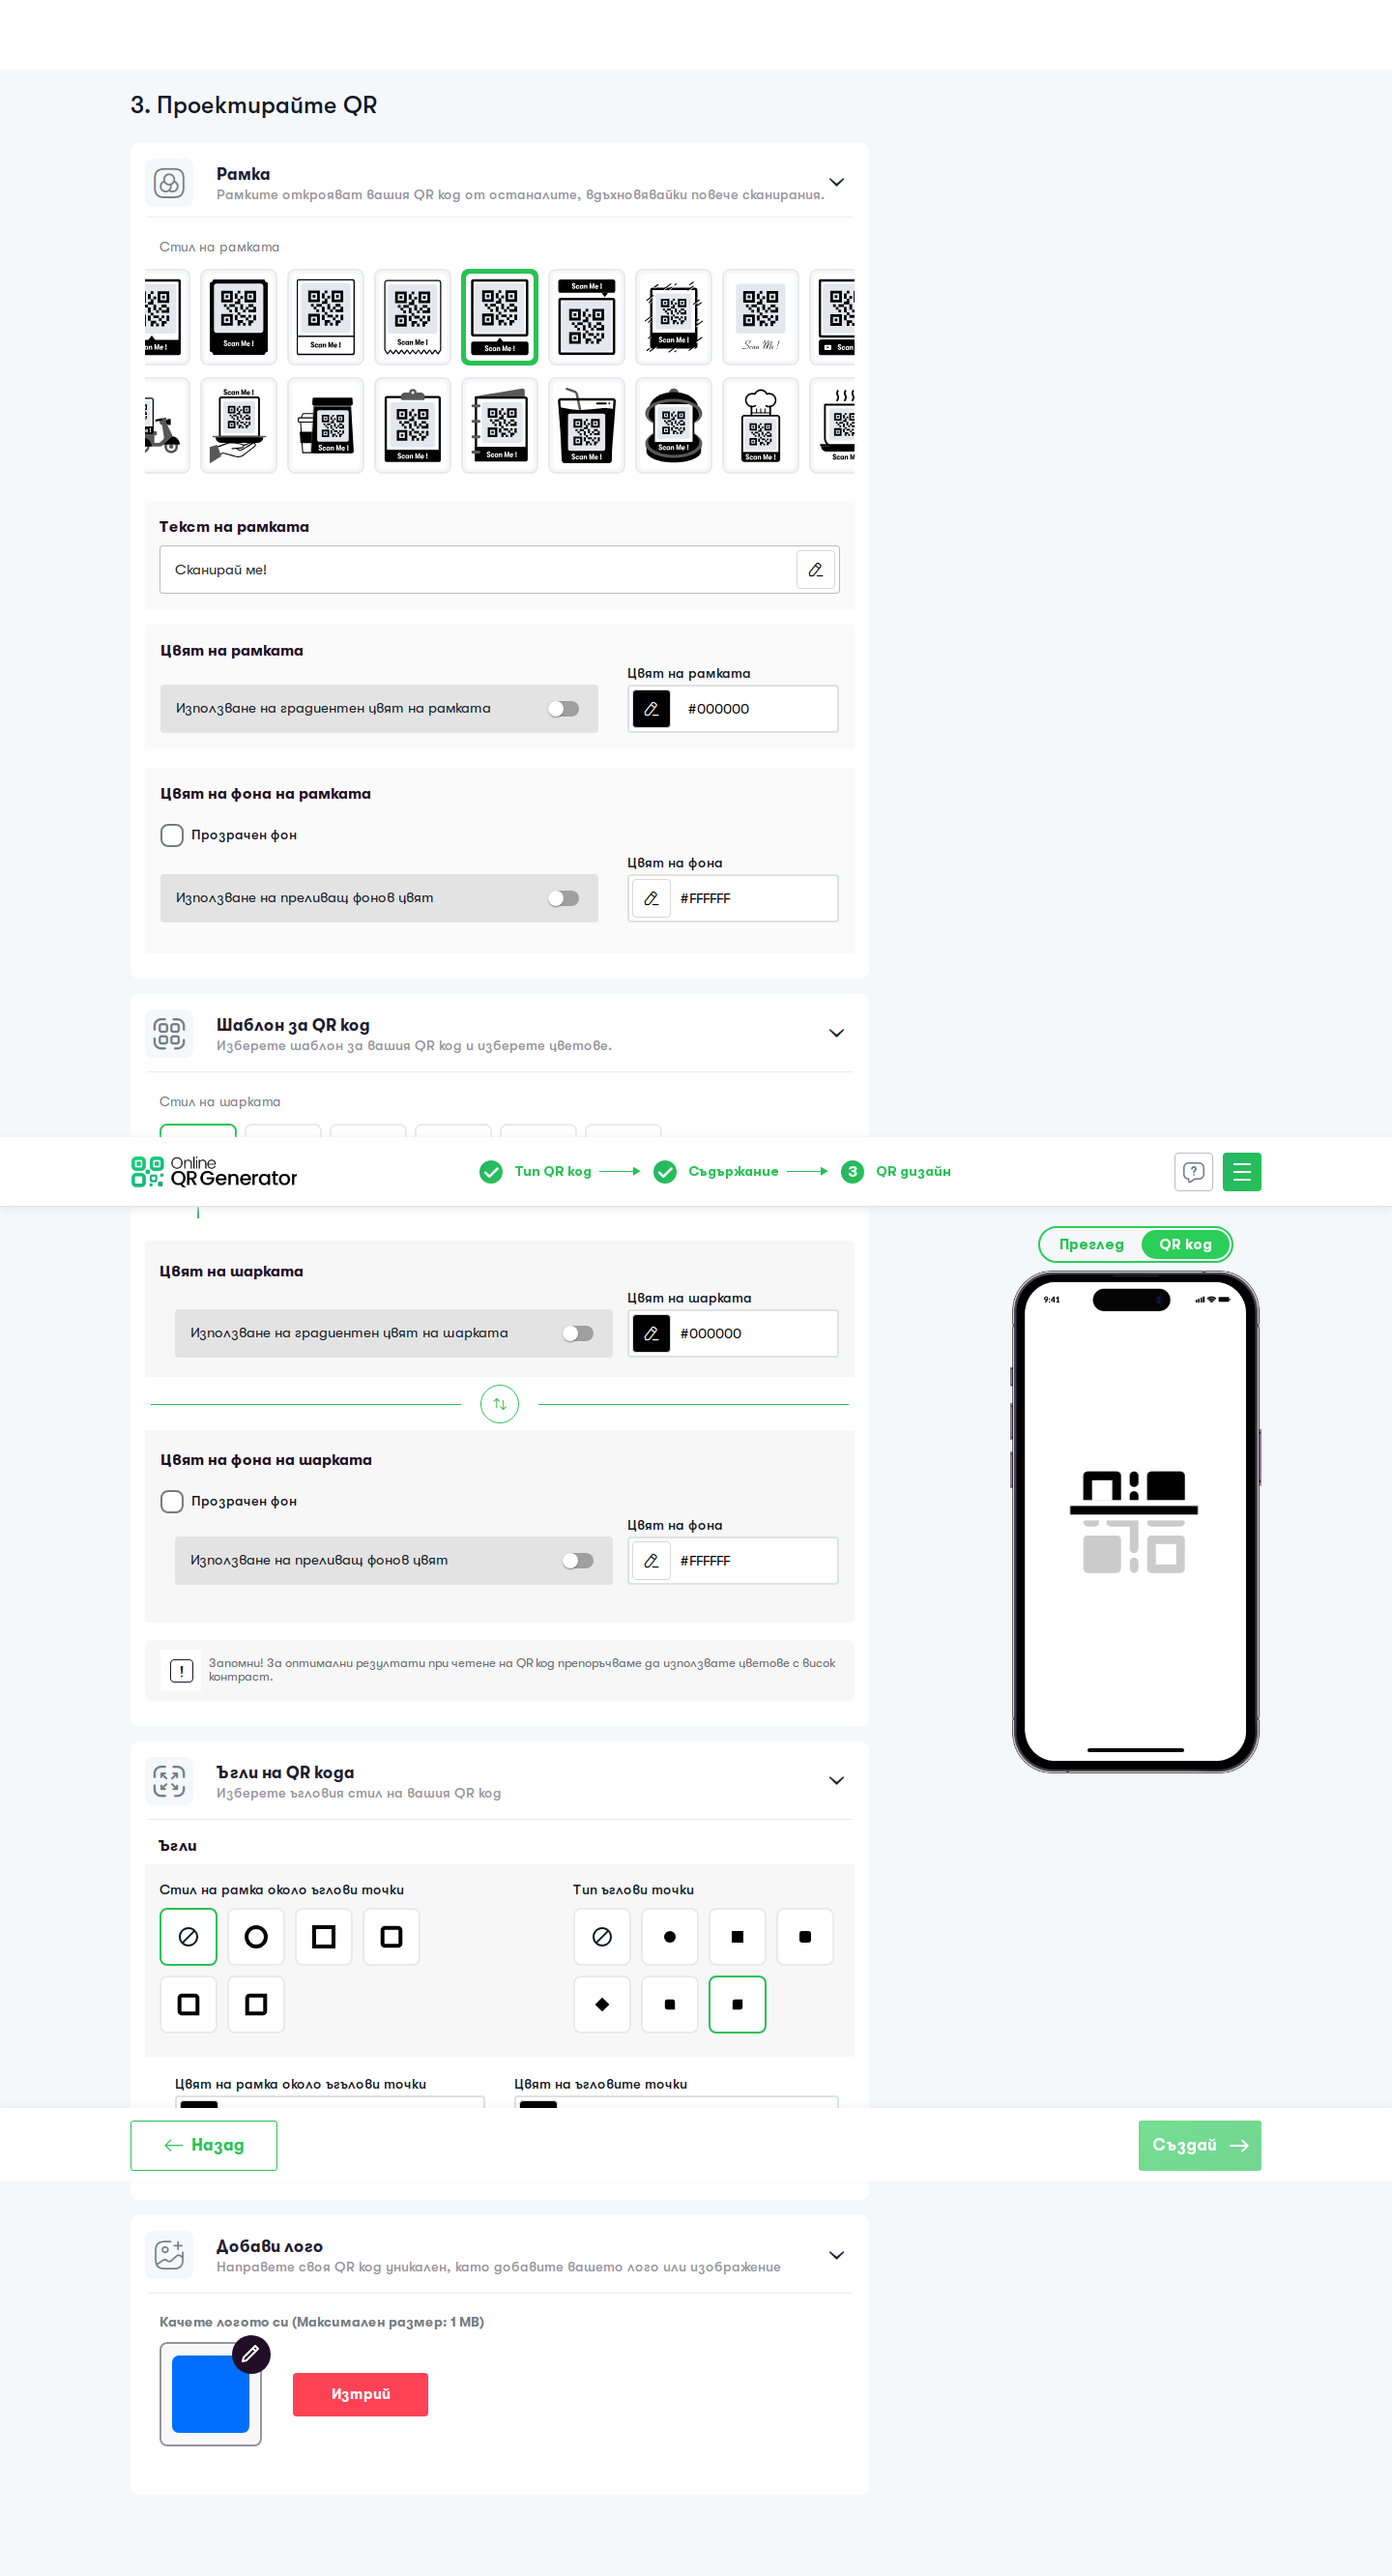 3. Проектирайте QR
Рамка
Рамките открояват вашия QR код от останалите, вдъхновявайки повече сканирания.
Стил на рамката
an Me !
Scan Me !
Scan Me !
Scan Me !
Scan Me !
Scan Me !
Scan Me !
Scan Me !
Scan
Scan Me !
Scan Me !
Scan Me !
Scan Me !
Scan Me !
Scan Me !
Scan Me !
Scan M
Текст на рамката
Сканирай ме!
Цвят на рамката
Цвят на рамката
Използване на градиентен цвят на рамката
#000000
Цвят на фона на рамката
Прозрачен фон
Цвят на фона
Използване на преливащ фонов цвят
#FFFFFF
Шаблон за QR код
Изберете шаблон за вашия QR код и изберете цветове.
Стил на шарката
Online
QR Generator
Тип QR код
Съдържание
3 QR дизайн
Преглед
QR код
9:41
Цвят на шарката
Цвят на шарката
Използване на градиентен цвят на шарката
#000000
Цвят на фона на шарката
Прозрачен фон
Цвят на фона
Използване на преливащ фонов цвят
#FFFFFF
Запомни! За оптимални резултати при четене на QR код препоръчваме да използвате цветове с висок
контраст.
Ъгли на QR кода
Изберете ъгловия стил на вашия QR код
Ъгли
Стил на рамка около ъглови точки
Тип ъглови точки
Цвят на рамка около ъгълови точки
Цвят на ъгловите точки
Назад
Създай
Добави лого
Направете своя QR код уникален, като добавите вашето лого или изображение
Качете логото си (Максимален размер: 1 MB)
Изтрий